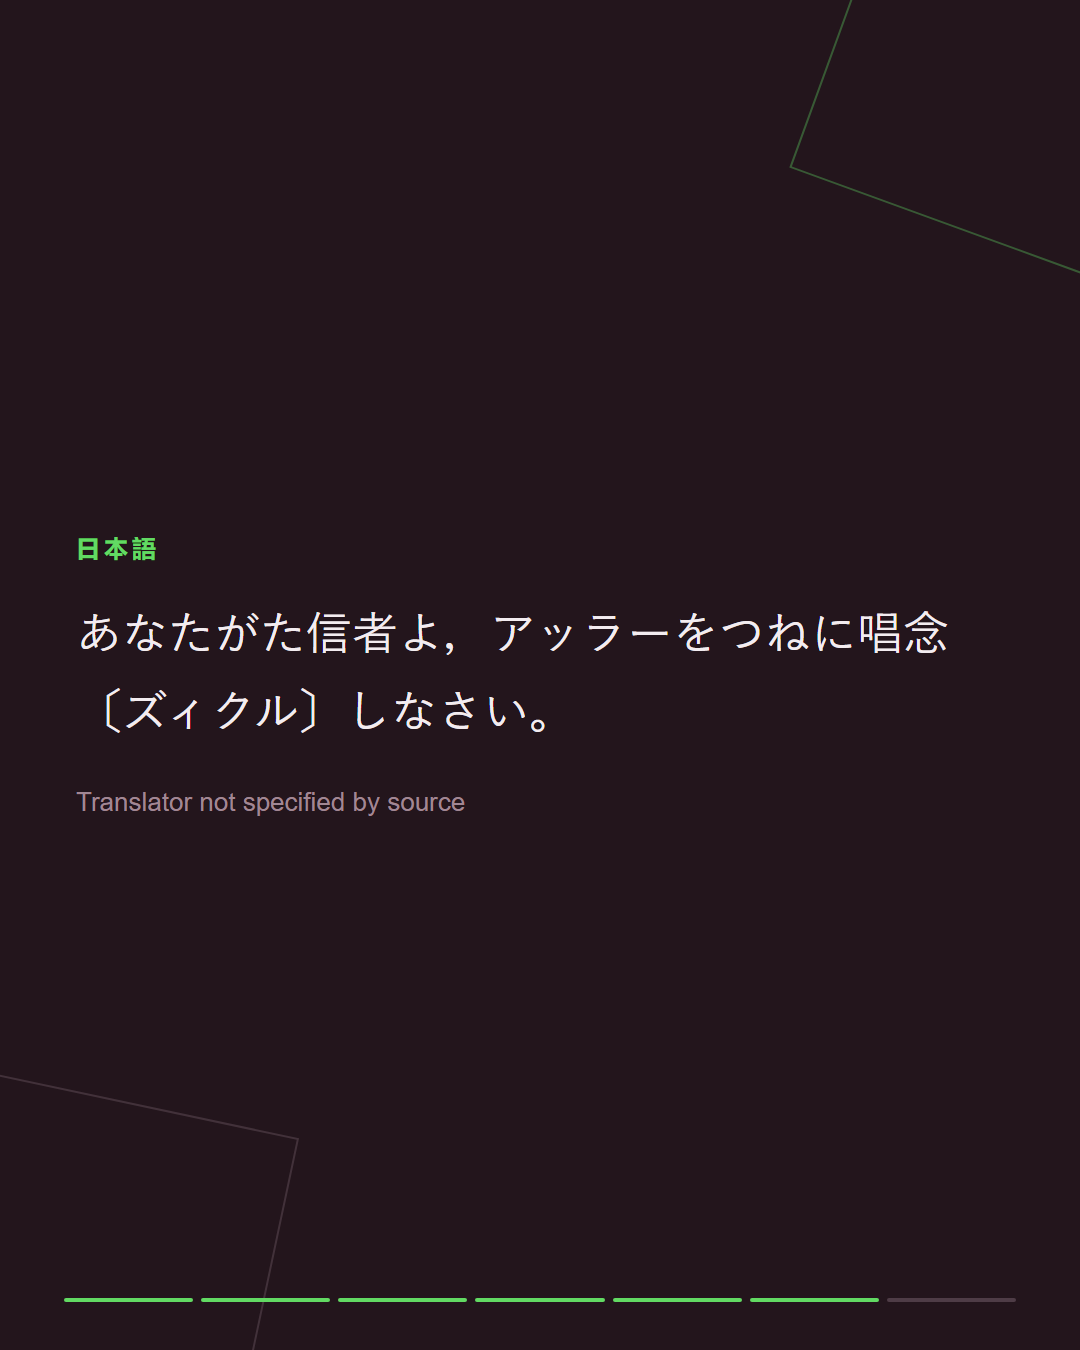 日本語
あなたがた信者よ，アッラーをつねに唱念
〔ズィクル〕しなさい。
Translator not specified by source